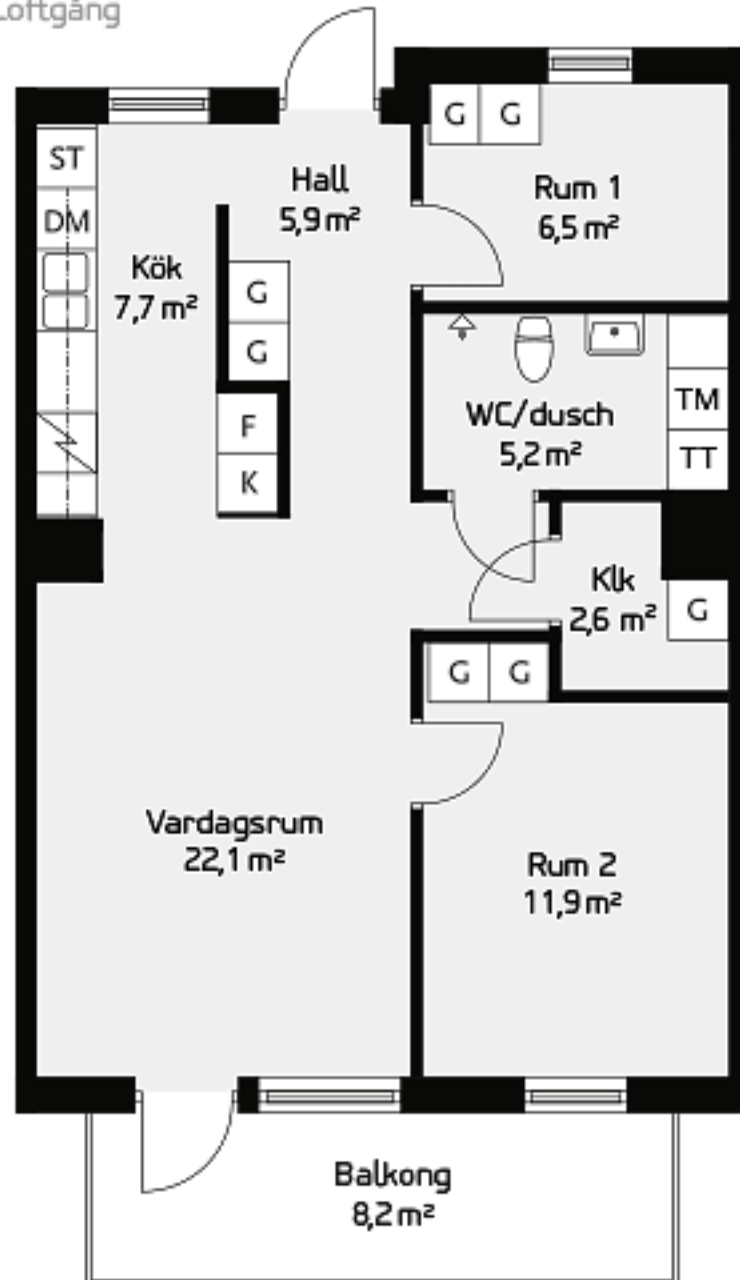 Loftgång
G G
ST
Hall
5,9 m²
Rum 1
6,5 m²
DM
Kök
7,7 m²
G
G
F
K
WC/dusch
5,2 m²
TM
TT
Klk
2,6 m²
G
G G
Vardagsrum
22,1 m²
Rum 2
11,9 m²
Balkong
8,2 m²